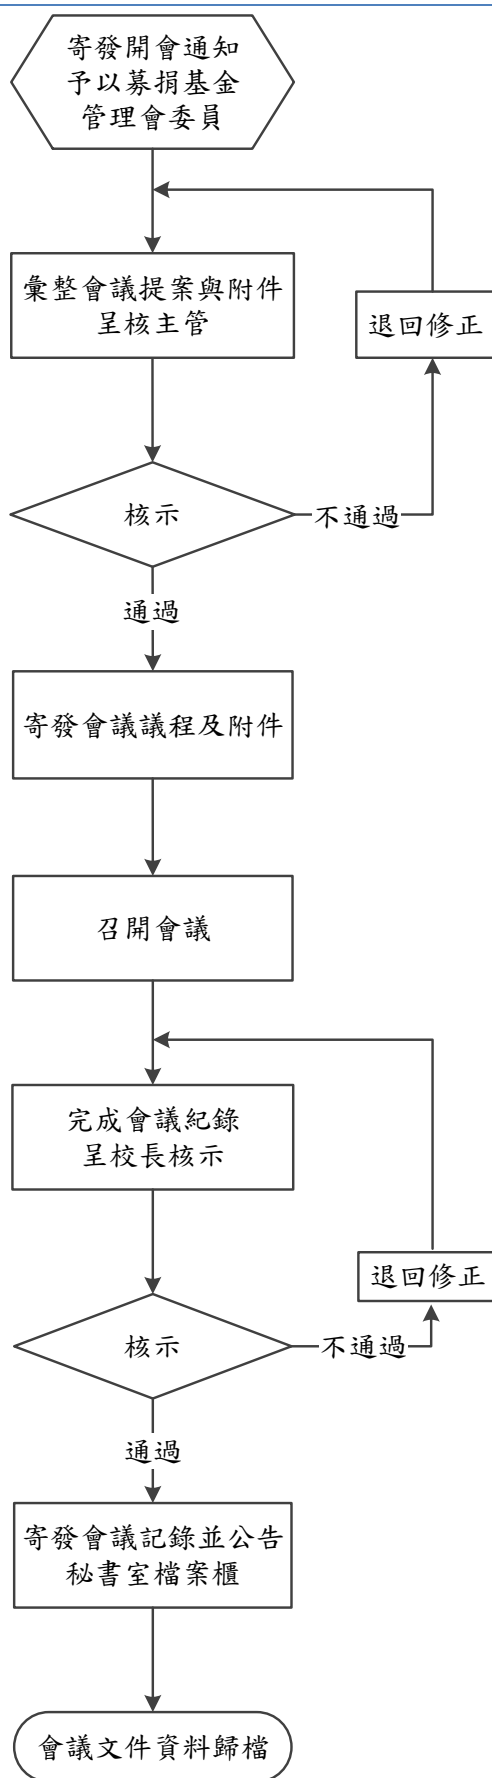 寄發開會通知
予以募捐基金
管理會委員
彙整會議提案與附件
呈核主管
退回修正
核示
不通過
通過
寄發會議議程及附件
召開會議
完成會議紀錄
呈校長核示
退回修正
核示
不通過
通過
寄發會議記錄並公告
秘書室檔案櫃
會議文件資料歸檔